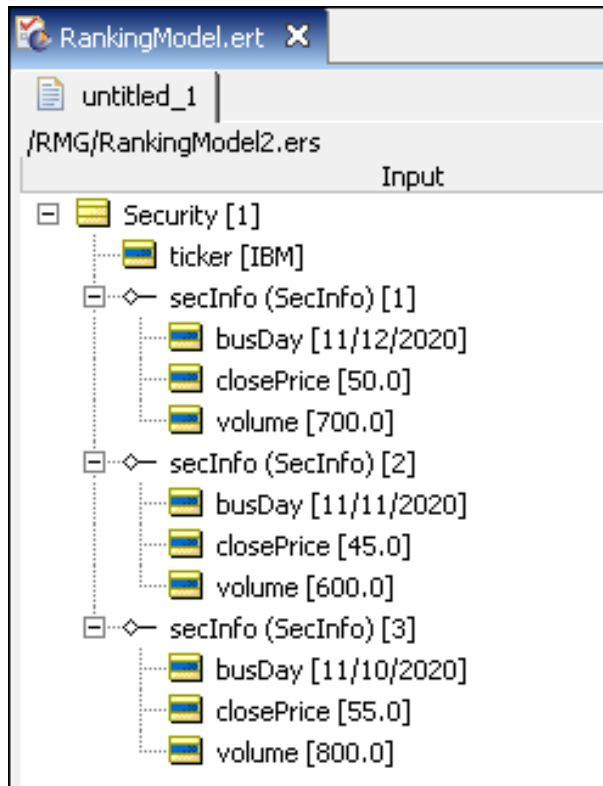 RankingModel.ert
untitled_1
/RMG/RankingModel2.ers
Input
Security [1]
ticker [IBM]
secInfo (SecInfo) [1]
busDay [11/12/2020]
closePrice [50.0]
volume [700.0]
secInfo (SecInfo) [2]
busDay [11/11/2020]
closePrice [45.0]
volume [600.0]
secInfo (SecInfo) [3]
busDay [11/10/2020]
closePrice [55.0]
volume [800.0]